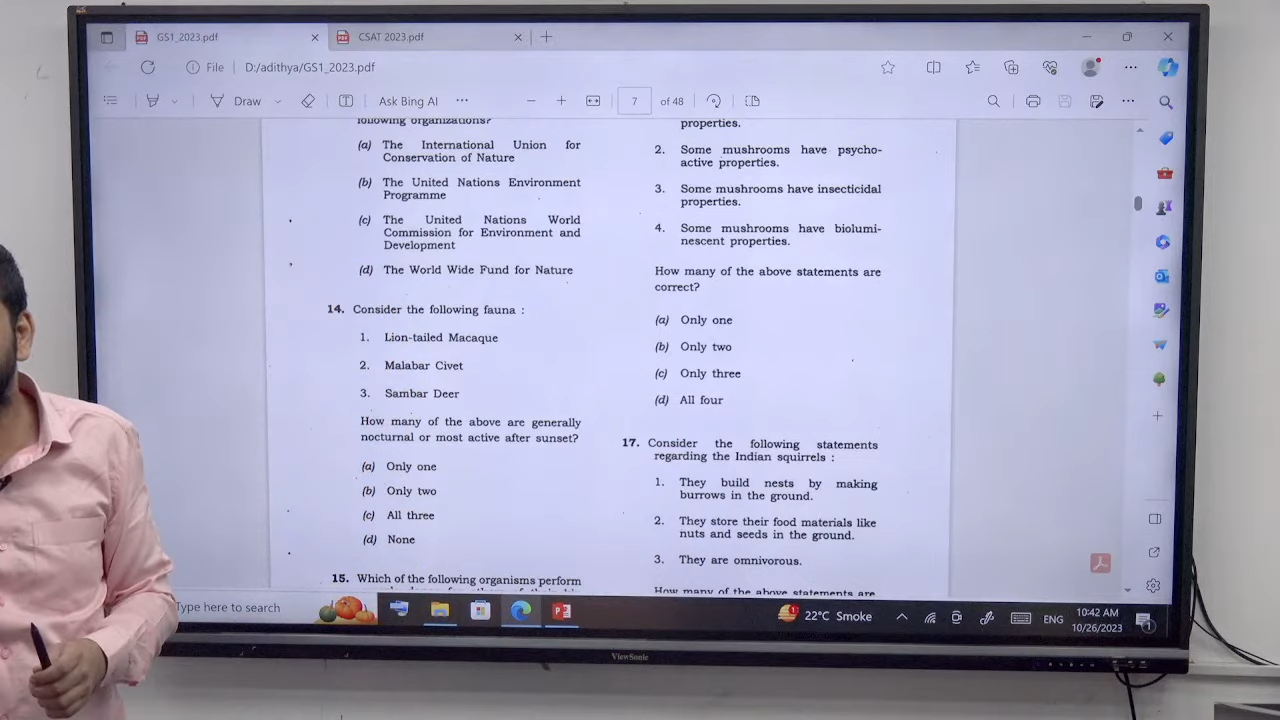 GS1_2023.pdf
CSAT 2023.pdf
File
D:/adithya/GS1_2023.pdf
Draw
Ask Bing AI
7
of 48
following organizations?
(a) The International Union for
Conservation of Nature
(b) The United Nations Environment
Programme
(c) The United Nations World
Commission for Environment and
Development
(d) The World Wide Fund for Nature
14. Consider the following fauna :
1. Lion-tailed Macaque
2. Malabar Civet
3. Sambar Deer
How many of the above are generally
nocturnal or most active after sunset?
(a) Only one
(b) Only two
(c) All three
(d) None
15. Which of the following organisms perform
properties.
2. Some mushrooms have psycho-
active properties.
3. Some mushrooms have insecticidal
properties.
4. Some mushrooms have biolumi-
nescent properties.
How many of the above statements are
correct?
(a) Only one
(b) Only two
(c) Only three
(d) All four
17. Consider the following statements
regarding the Indian squirrels :
1. They build nests by making
burrows in the ground.
2. They store their food materials like
nuts and seeds in the ground.
3. They are omnivorous.
How many of the above statements are
Type here to search
22°C Smoke
ENG
10:42 AM
10/26/2023
ViewSonic